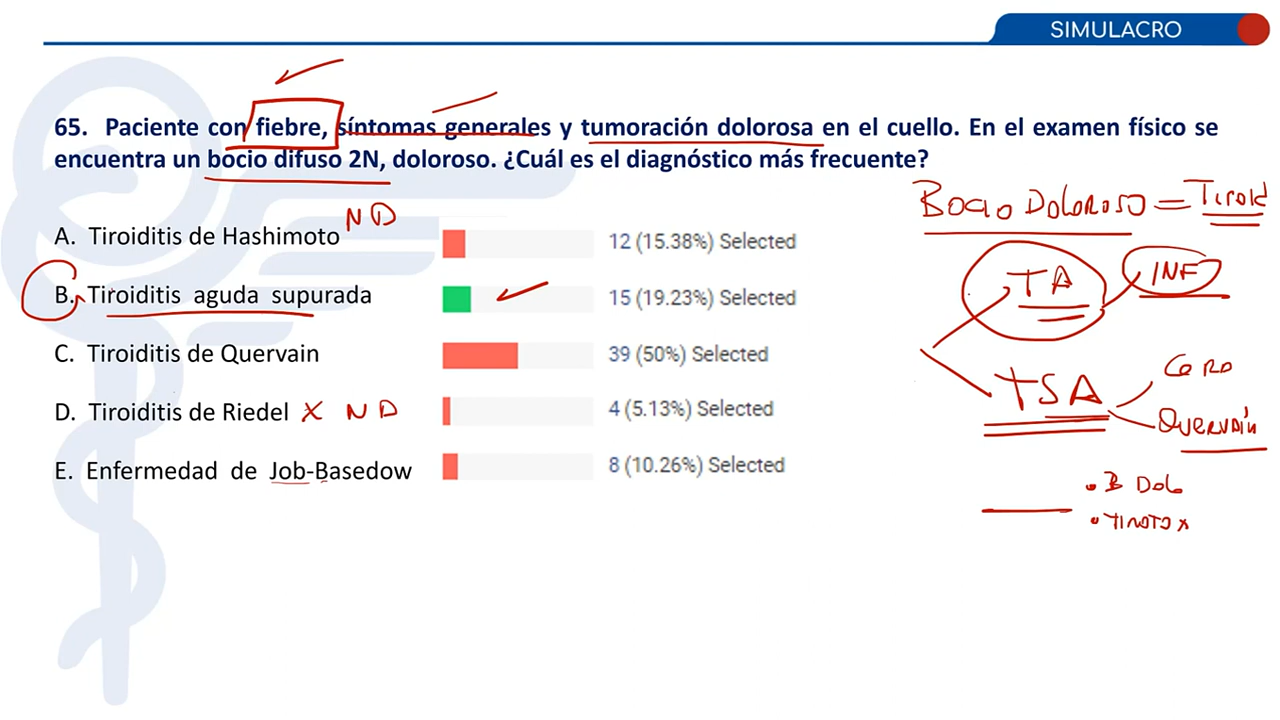 SIMULACRO
65. Paciente con fiebre, síntomas generales y tumoración dolorosa en el cuello. En el examen físico se
encuentra un bocio difuso 2N, doloroso. ¿Cuál es el diagnóstico más frecuente?
A. Tiroiditis de Hashimoto ND
12 (15.38%) Selected
B. Tiroiditis aguda supurada
15 (19.23%) Selected
C. Tiroiditis de Quervain
39 (50%) Selected
D. Tiroiditis de Riedel X ND
4 (5.13%) Selected
E. Enfermedad de Job-Basedow
8 (10.26%) Selected
BOCIO DOLOROSO = TIROID
TA INF
TSA
QUERVAIN
• B DOL
• TIROTOX